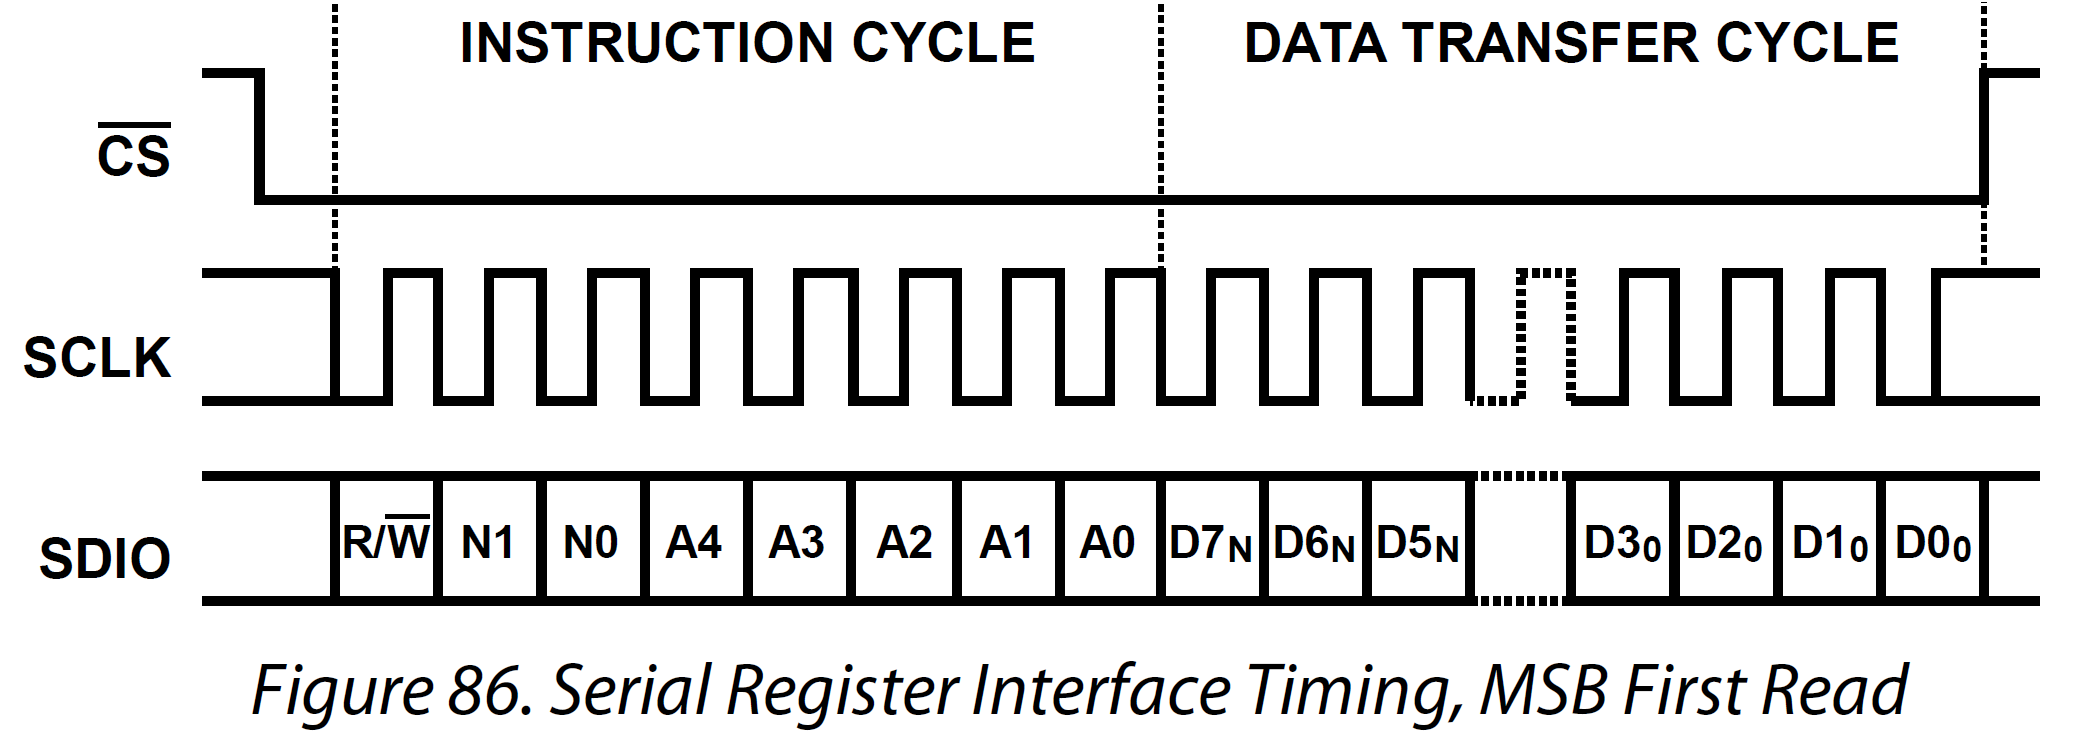 INSTRUCTION CYCLE DATA TRANSFER CYCLE
CS
SCLK
SDIO R/W N1 N0 A4 A3 A2 A1 A0 D7N D6N D5N D30 D20 D10 D00
Figure 86. Serial Register Interface Timing, MSB First Read